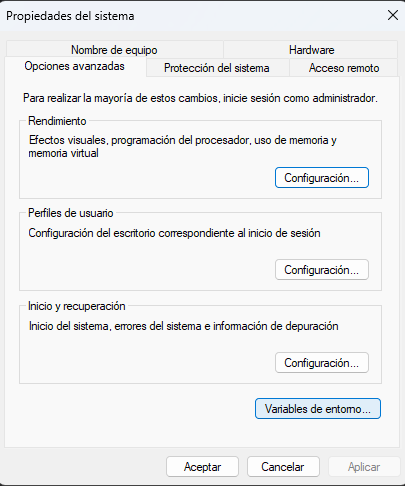 Propiedades del sistema
Nombre de equipo
Hardware
Opciones avanzadas
Protección del sistema
Acceso remoto
Para realizar la mayoría de estos cambios, inicie sesión como administrador.
Rendimiento
Efectos visuales, programación del procesador, uso de memoria y
memoria virtual
Configuración...
Perfiles de usuario
Configuración del escritorio correspondiente al inicio de sesión
Configuración...
Inicio y recuperación
Inicio del sistema, errores del sistema e información de depuración
Configuración...
Variables de entorno...
Aceptar
Cancelar
Aplicar